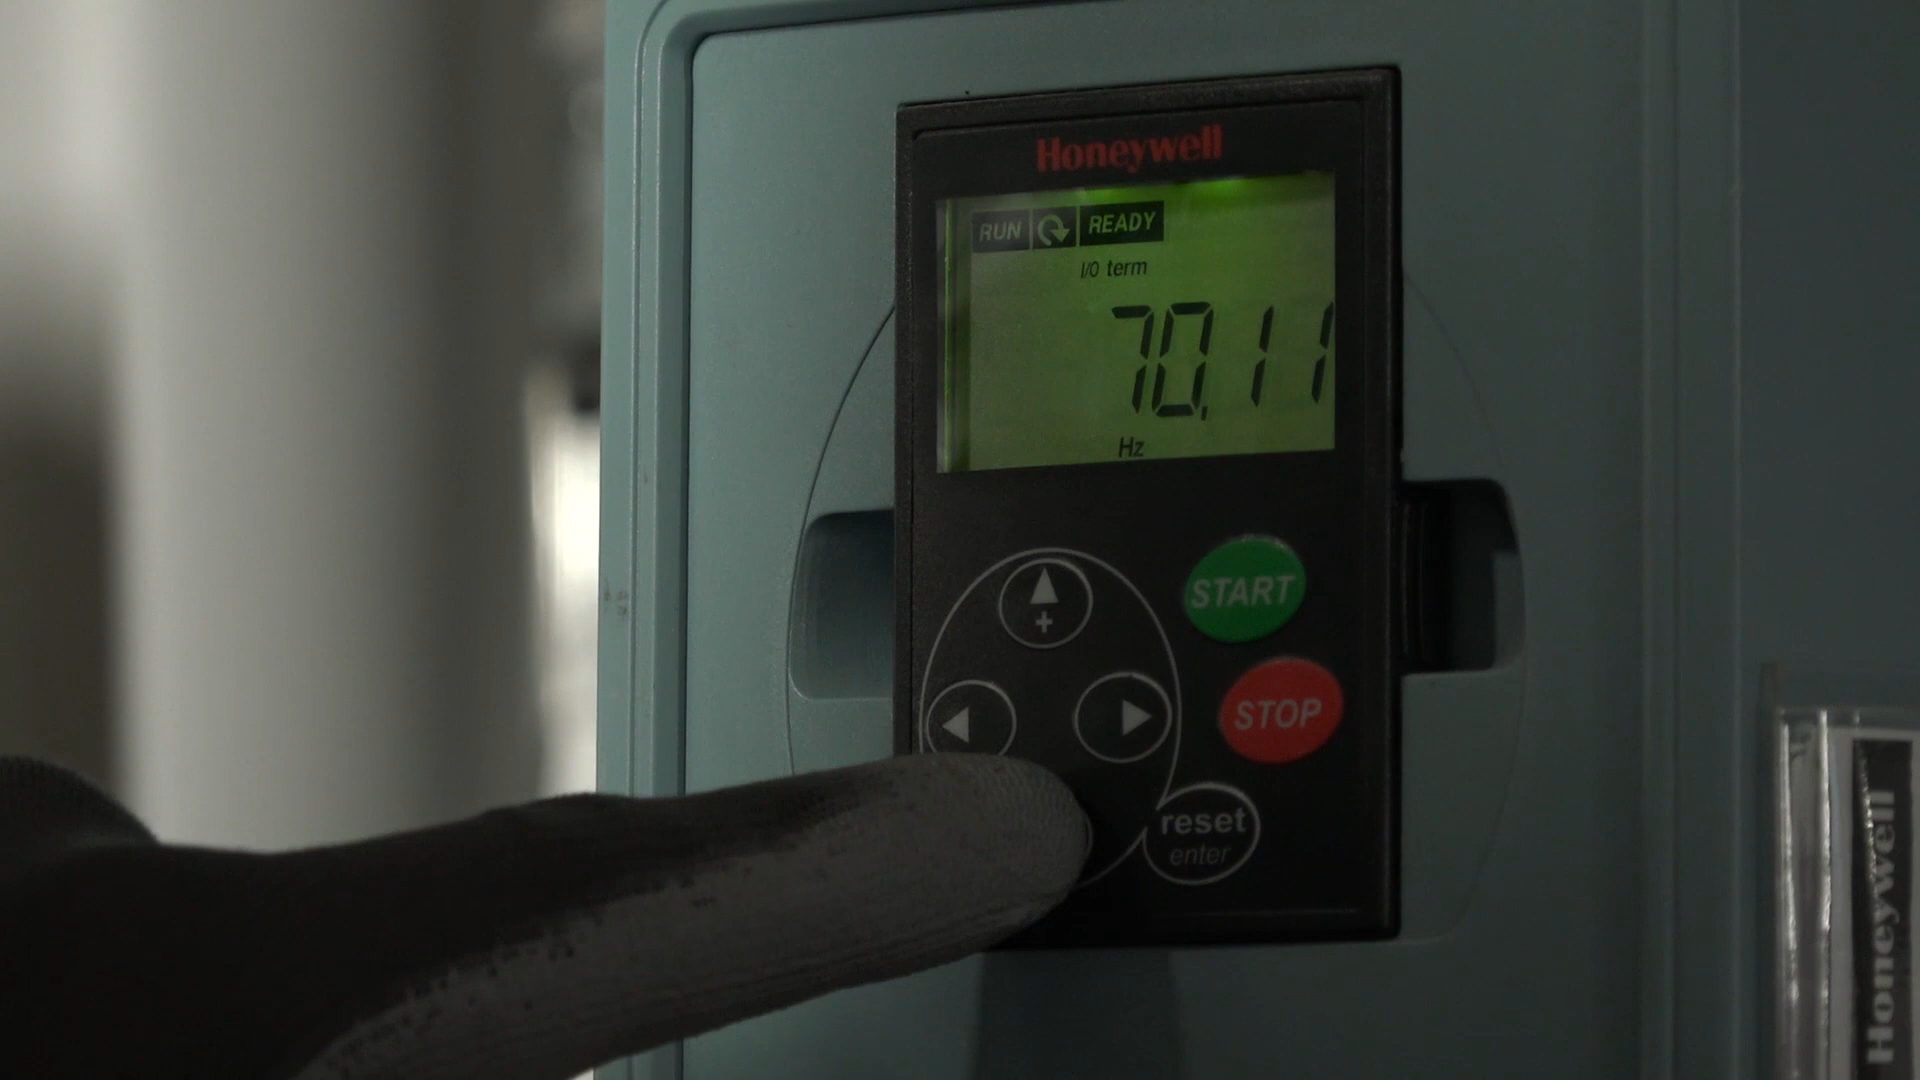 Honeywell
RUN READY
I/O term
70.11
Hz
+
START
STOP
reset
enter
Honeywell